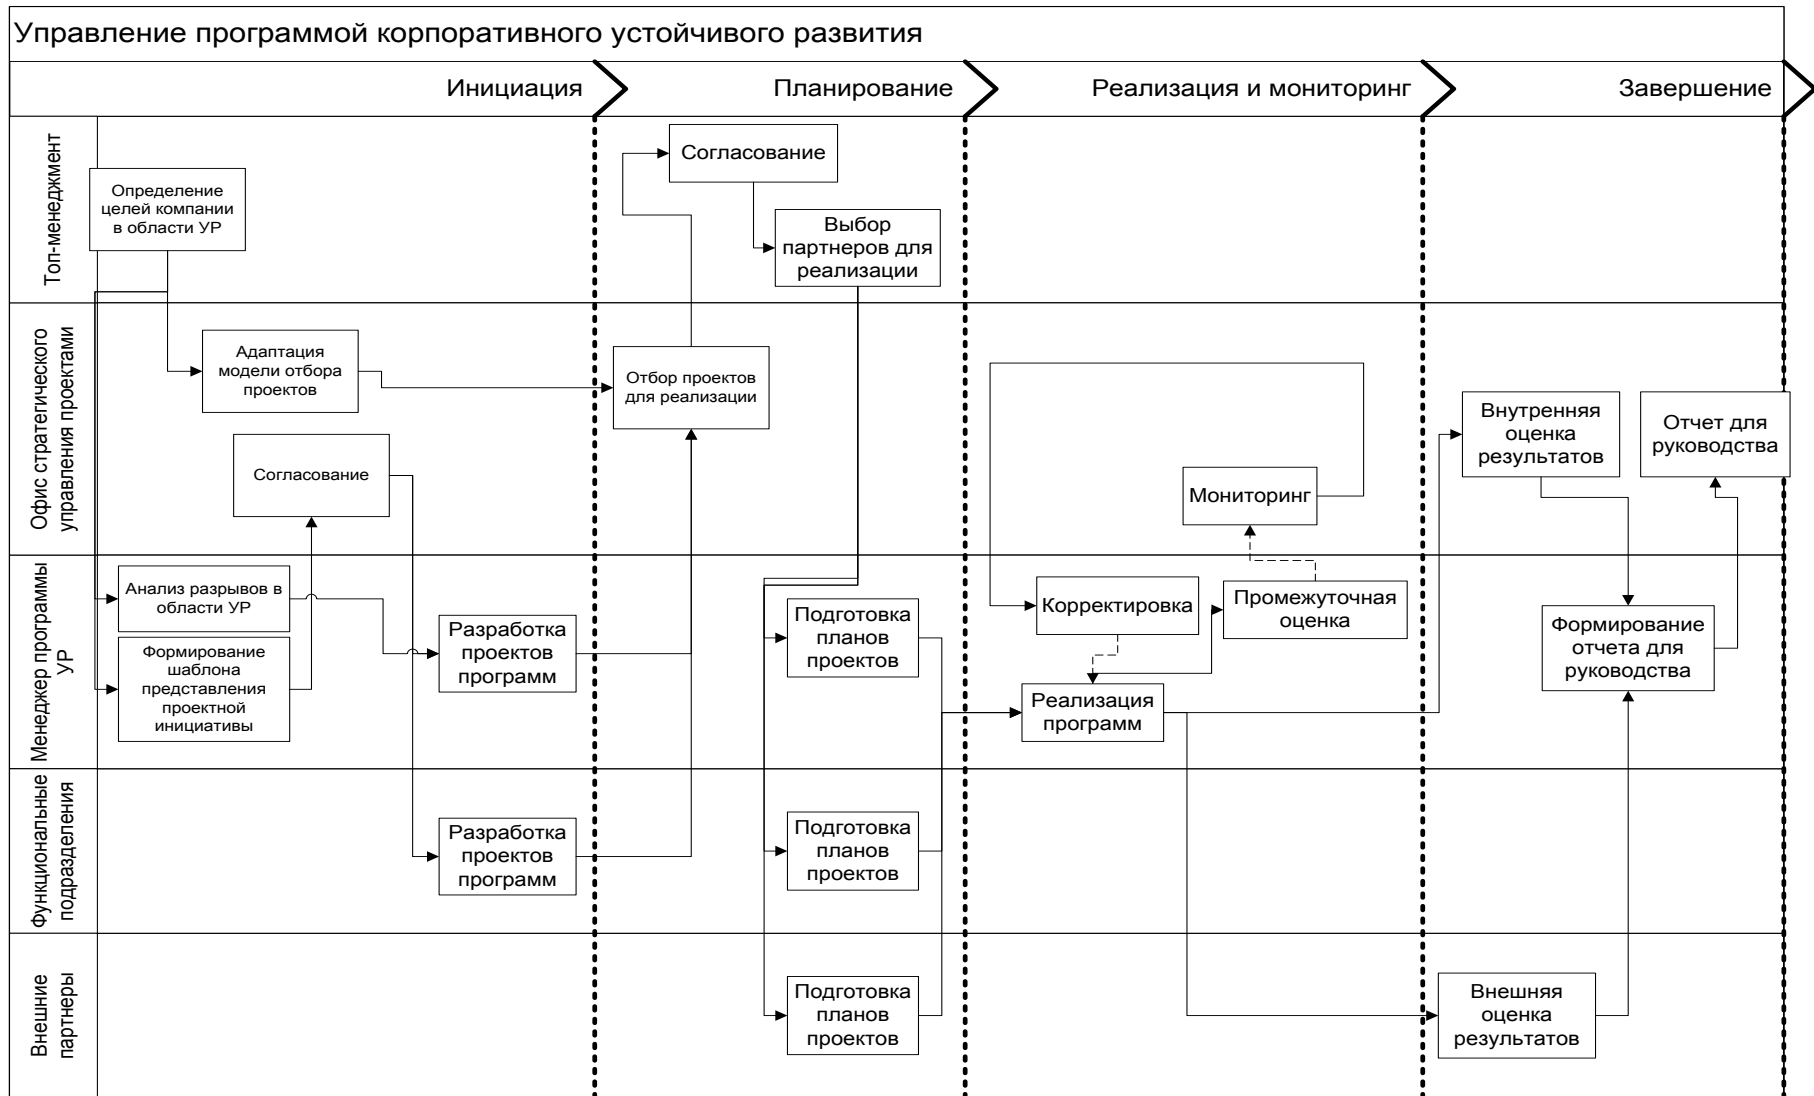 Управление программой корпоративного устойчивого развития
Инициация
Планирование
Реализация и мониторинг
Завершение
Топ-менеджмент
Определение
целей компании
в области УР
Согласование
Выбор
партнеров для
реализации
Офис стратегического
управления проектами
Адаптация
модели отбора
проектов
Согласование
Отбор проектов
для реализации
Мониторинг
Внутренняя
оценка
результатов
Отчет для
руководства
Менеджер программы
УР
Анализ разрывов в
области УР
Формирование
шаблона
представления
проектной
инициативы
Разработка
проектов
программ
Подготовка
планов
проектов
Корректировка
Промежуточная
оценка
Реализация
программ
Формирование
отчета для
руководства
Функциональные
подразделения
Разработка
проектов
программ
Подготовка
планов
проектов
Внешние
партнеры
Подготовка
планов
проектов
Внешняя
оценка
результатов